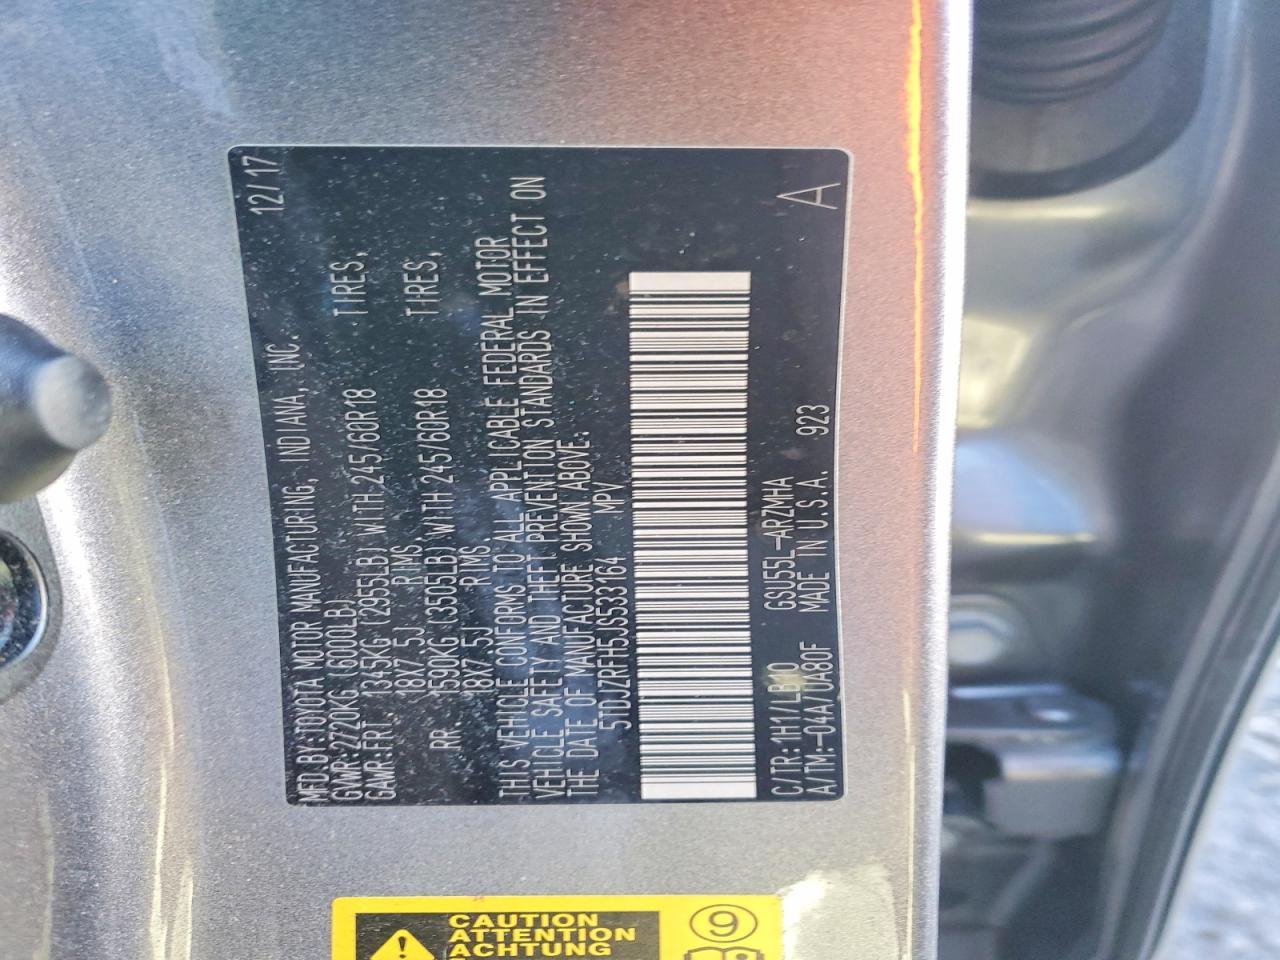 MFD.BY:TOYOTA MOTOR MANUFACTURING, INDIANA, INC. 12/17
GVWR:2720KG (6000LB)
GAWR:FRT. 1345KG (2955LB) WITH 245/60R18 TIRES,
18X7.5J RIMS,
RR. 1590KG (3505LB) WITH 245/60R18 TIRES,
18X7.5J RIMS
THIS VEHICLE CONFORMS TO ALL APPLICABLE FEDERAL MOTOR
VEHICLE SAFETY AND THEFT PREVENTION STANDARDS IN EFFECT ON
THE DATE OF MANUFACTURE SHOWN ABOVE.
5TDJZRFH5JS533164 MPV
C/TR:1H1/LB10 GSU55L-ARZMHA
A/TM:-04A/UA80F MADE IN U.S.A. 923 A
CAUTION
ATTENTION
ACHTUNG
9